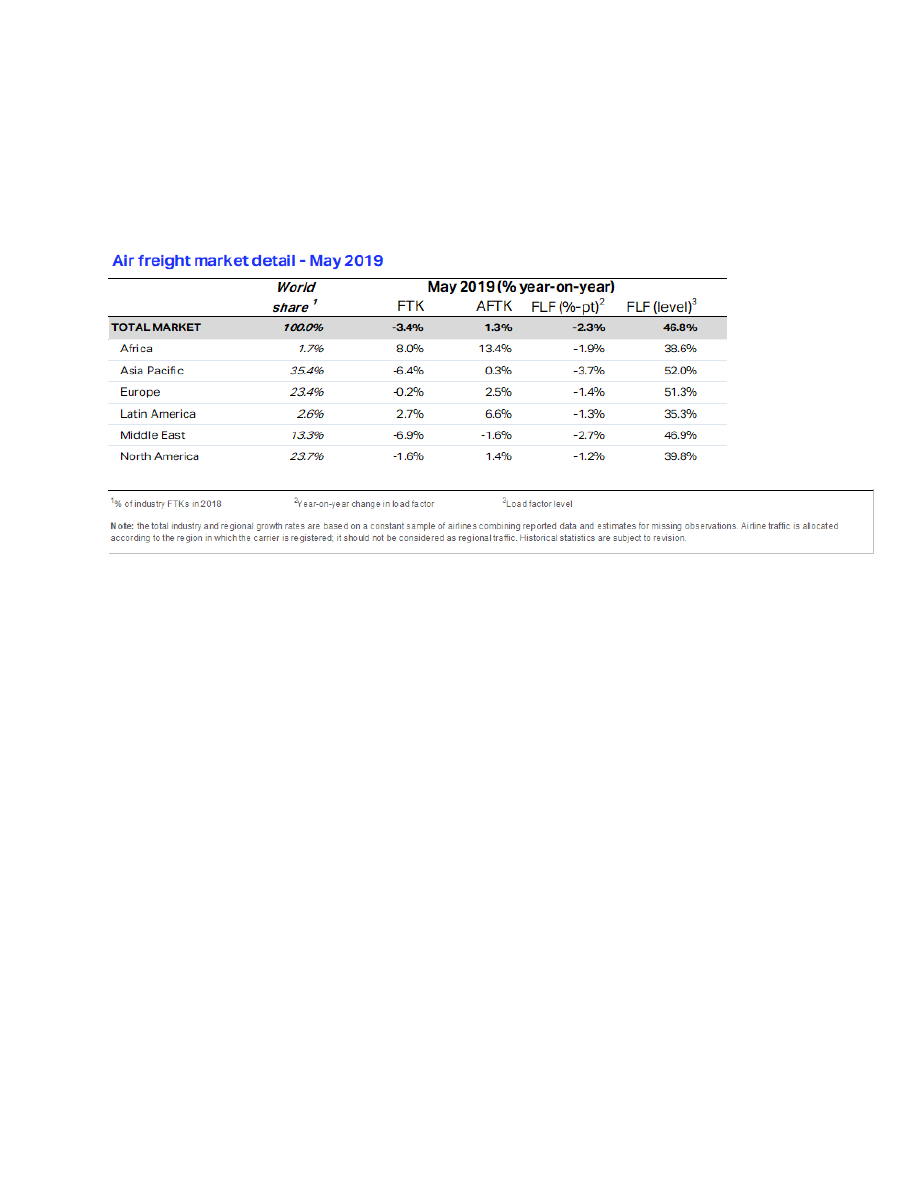 Air freight market detail - May 2019
World May 2019 (% year-on-year)
share ¹ FTK AFTK FLF (%-pt)² FLF (level)³
TOTAL MARKET 100.0% -3.4% 1.3% -2.3% 46.8%
Africa 1.7% 8.0% 13.4% -1.9% 38.6%
Asia Pacific 35.4% -6.4% 0.3% -3.7% 52.0%
Europe 23.4% -0.2% 2.5% -1.4% 51.3%
Latin America 2.6% 2.7% 6.6% -1.3% 35.3%
Middle East 13.3% -6.9% -1.6% -2.7% 46.9%
North America 23.7% -1.6% 1.4% -1.2% 39.8%
¹% of industry FTKs in 2018 ²Year-on-year change in load factor ³Load factor level
Note: the total industry and regional growth rates are based on a constant sample of airlines combining reported data and estimates for missing observations. Airline traffic is allocated
according to the region in which the carrier is registered; it should not be considered as regional traffic. Historical statistics are subject to revision.